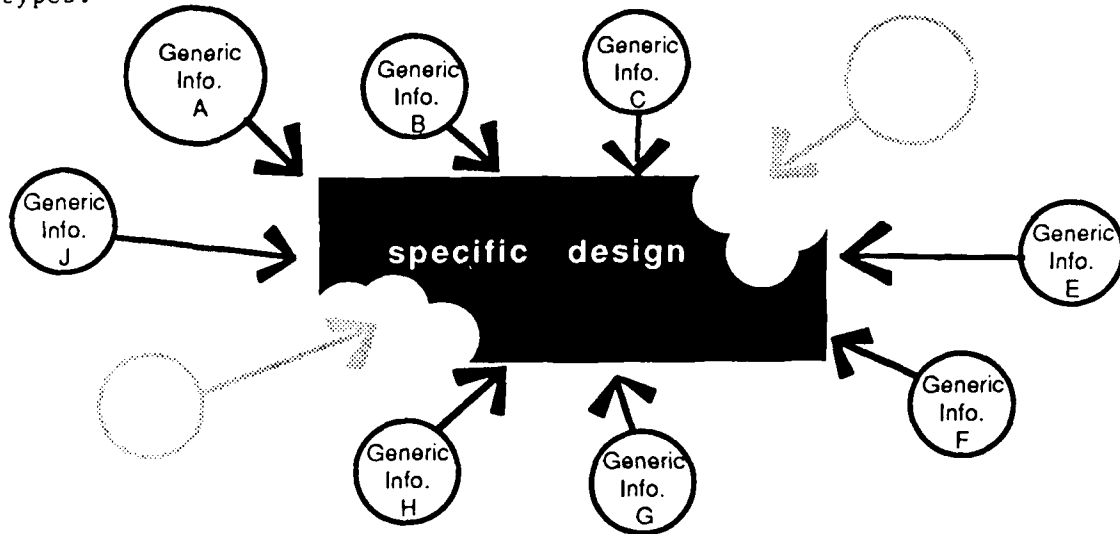 types.
Generic
Info.
A
Generic
Info.
B
Generic
Info.
C
Generic
Info.
J
specific design
Generic
Info.
E
Generic
Info.
F
Generic
Info.
H
Generic
Info.
G